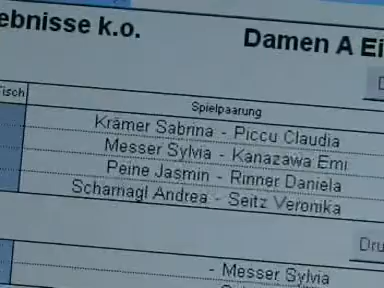 ebnisse k.o. Damen A Ei
D
Tisch
Spielpaarung
Krämer Sabrina - Piccu Claudia
Messer Sylvia - Kanazawa Emi
Peine Jasmin - Rinner Daniela
Scharnagl Andrea - Seitz Veronika
Dru
- Messer Sylvia